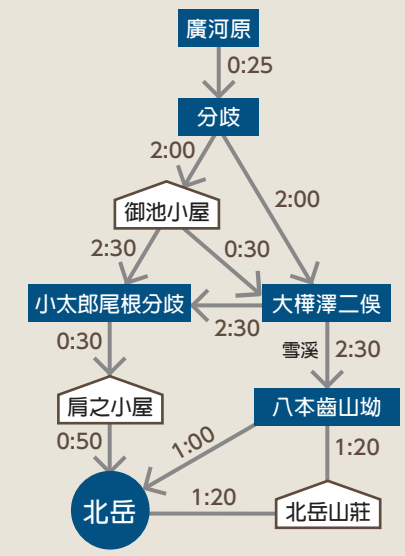 廣河原
0:25
分歧
2:00
2:00
御池小屋
2:30
0:30
小太郎尾根分歧
大樺澤二俁
2:30
0:30
雪溪 2:30
肩之小屋
八本齒山坳
0:50
1:00
1:20
北岳
1:20
北岳山莊